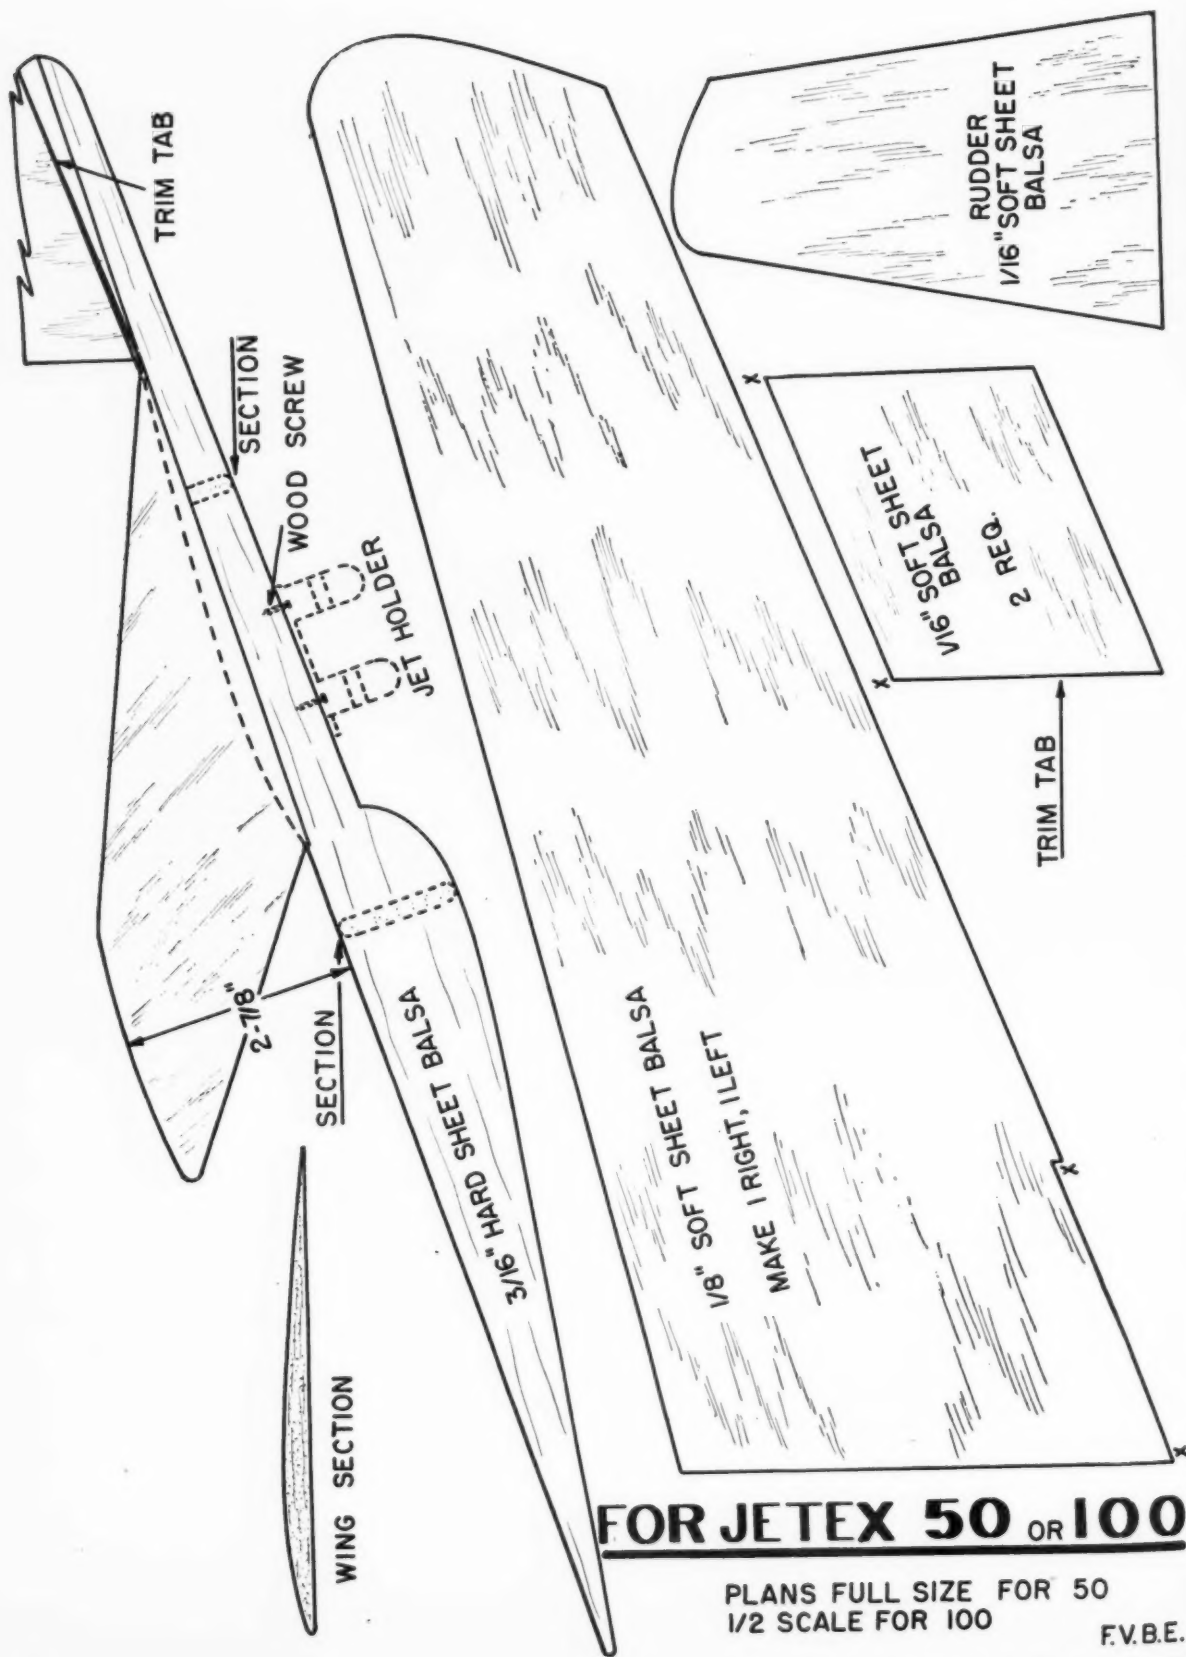 TRIM TAB
SECTION
WOOD SCREW
JET HOLDER
2-7/8"
SECTION
3/16" HARD SHEET BALSA
WING SECTION
1/8" SOFT SHEET BALSA
MAKE 1 RIGHT, 1 LEFT
X
X
RUDDER
1/16" SOFT SHEET
BALSA
X
X
1/16" SOFT SHEET
BALSA
2 REQ.
TRIM TAB
FOR JETEX 50 OR 100
PLANS FULL SIZE FOR 50
1/2 SCALE FOR 100
F.V.B.E.